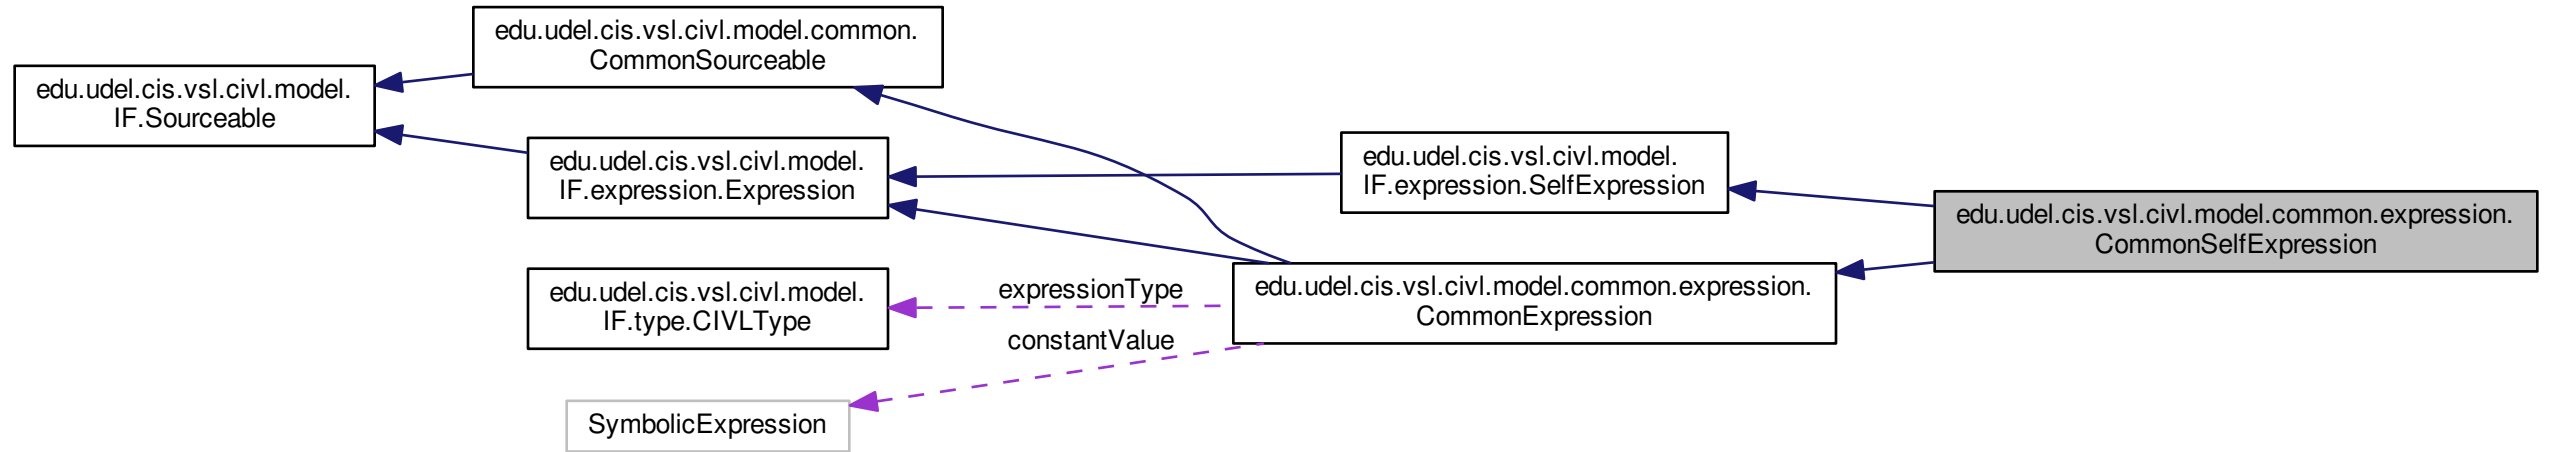 edu.udel.cis.vsl.civl.model.common.
CommonSourceable
edu.udel.cis.vsl.civl.model.
IF.Sourceable
edu.udel.cis.vsl.civl.model.
IF.expression.Expression
edu.udel.cis.vsl.civl.model.
IF.expression.SelfExpression
edu.udel.cis.vsl.civl.model.common.expression.
CommonSelfExpression
edu.udel.cis.vsl.civl.model.
IF.type.CIVLType
expressionType
constantValue
edu.udel.cis.vsl.civl.model.common.expression.
CommonExpression
SymbolicExpression